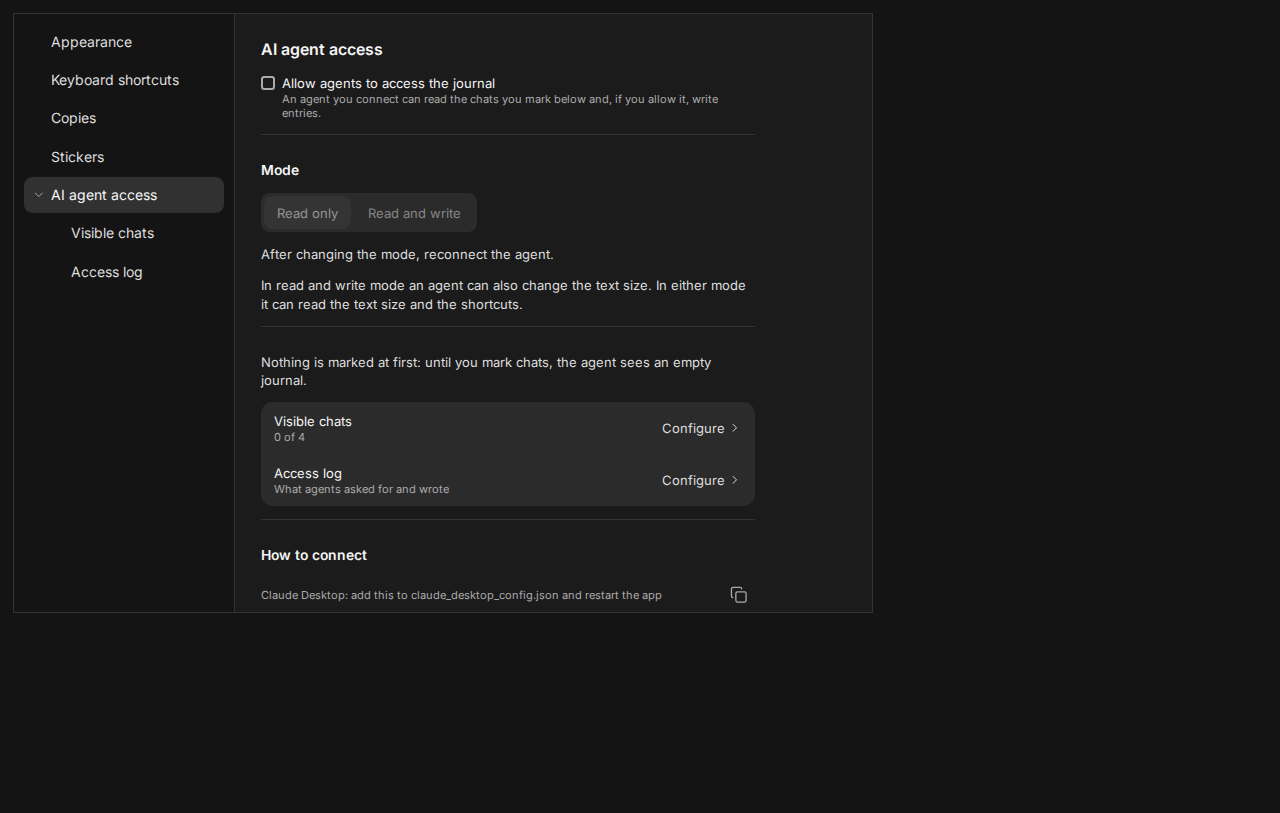 Appearance
Keyboard shortcuts
Copies
Stickers
AI agent access
Visible chats
Access log
AI agent access
Allow agents to access the journal
An agent you connect can read the chats you mark below and, if you allow it, write
entries.
Mode
Read only
Read and write
After changing the mode, reconnect the agent.
In read and write mode an agent can also change the text size. In either mode
it can read the text size and the shortcuts.
Nothing is marked at first: until you mark chats, the agent sees an empty
journal.
Visible chats
0 of 4
Configure
Access log
What agents asked for and wrote
Configure
How to connect
Claude Desktop: add this to claude_desktop_config.json and restart the app